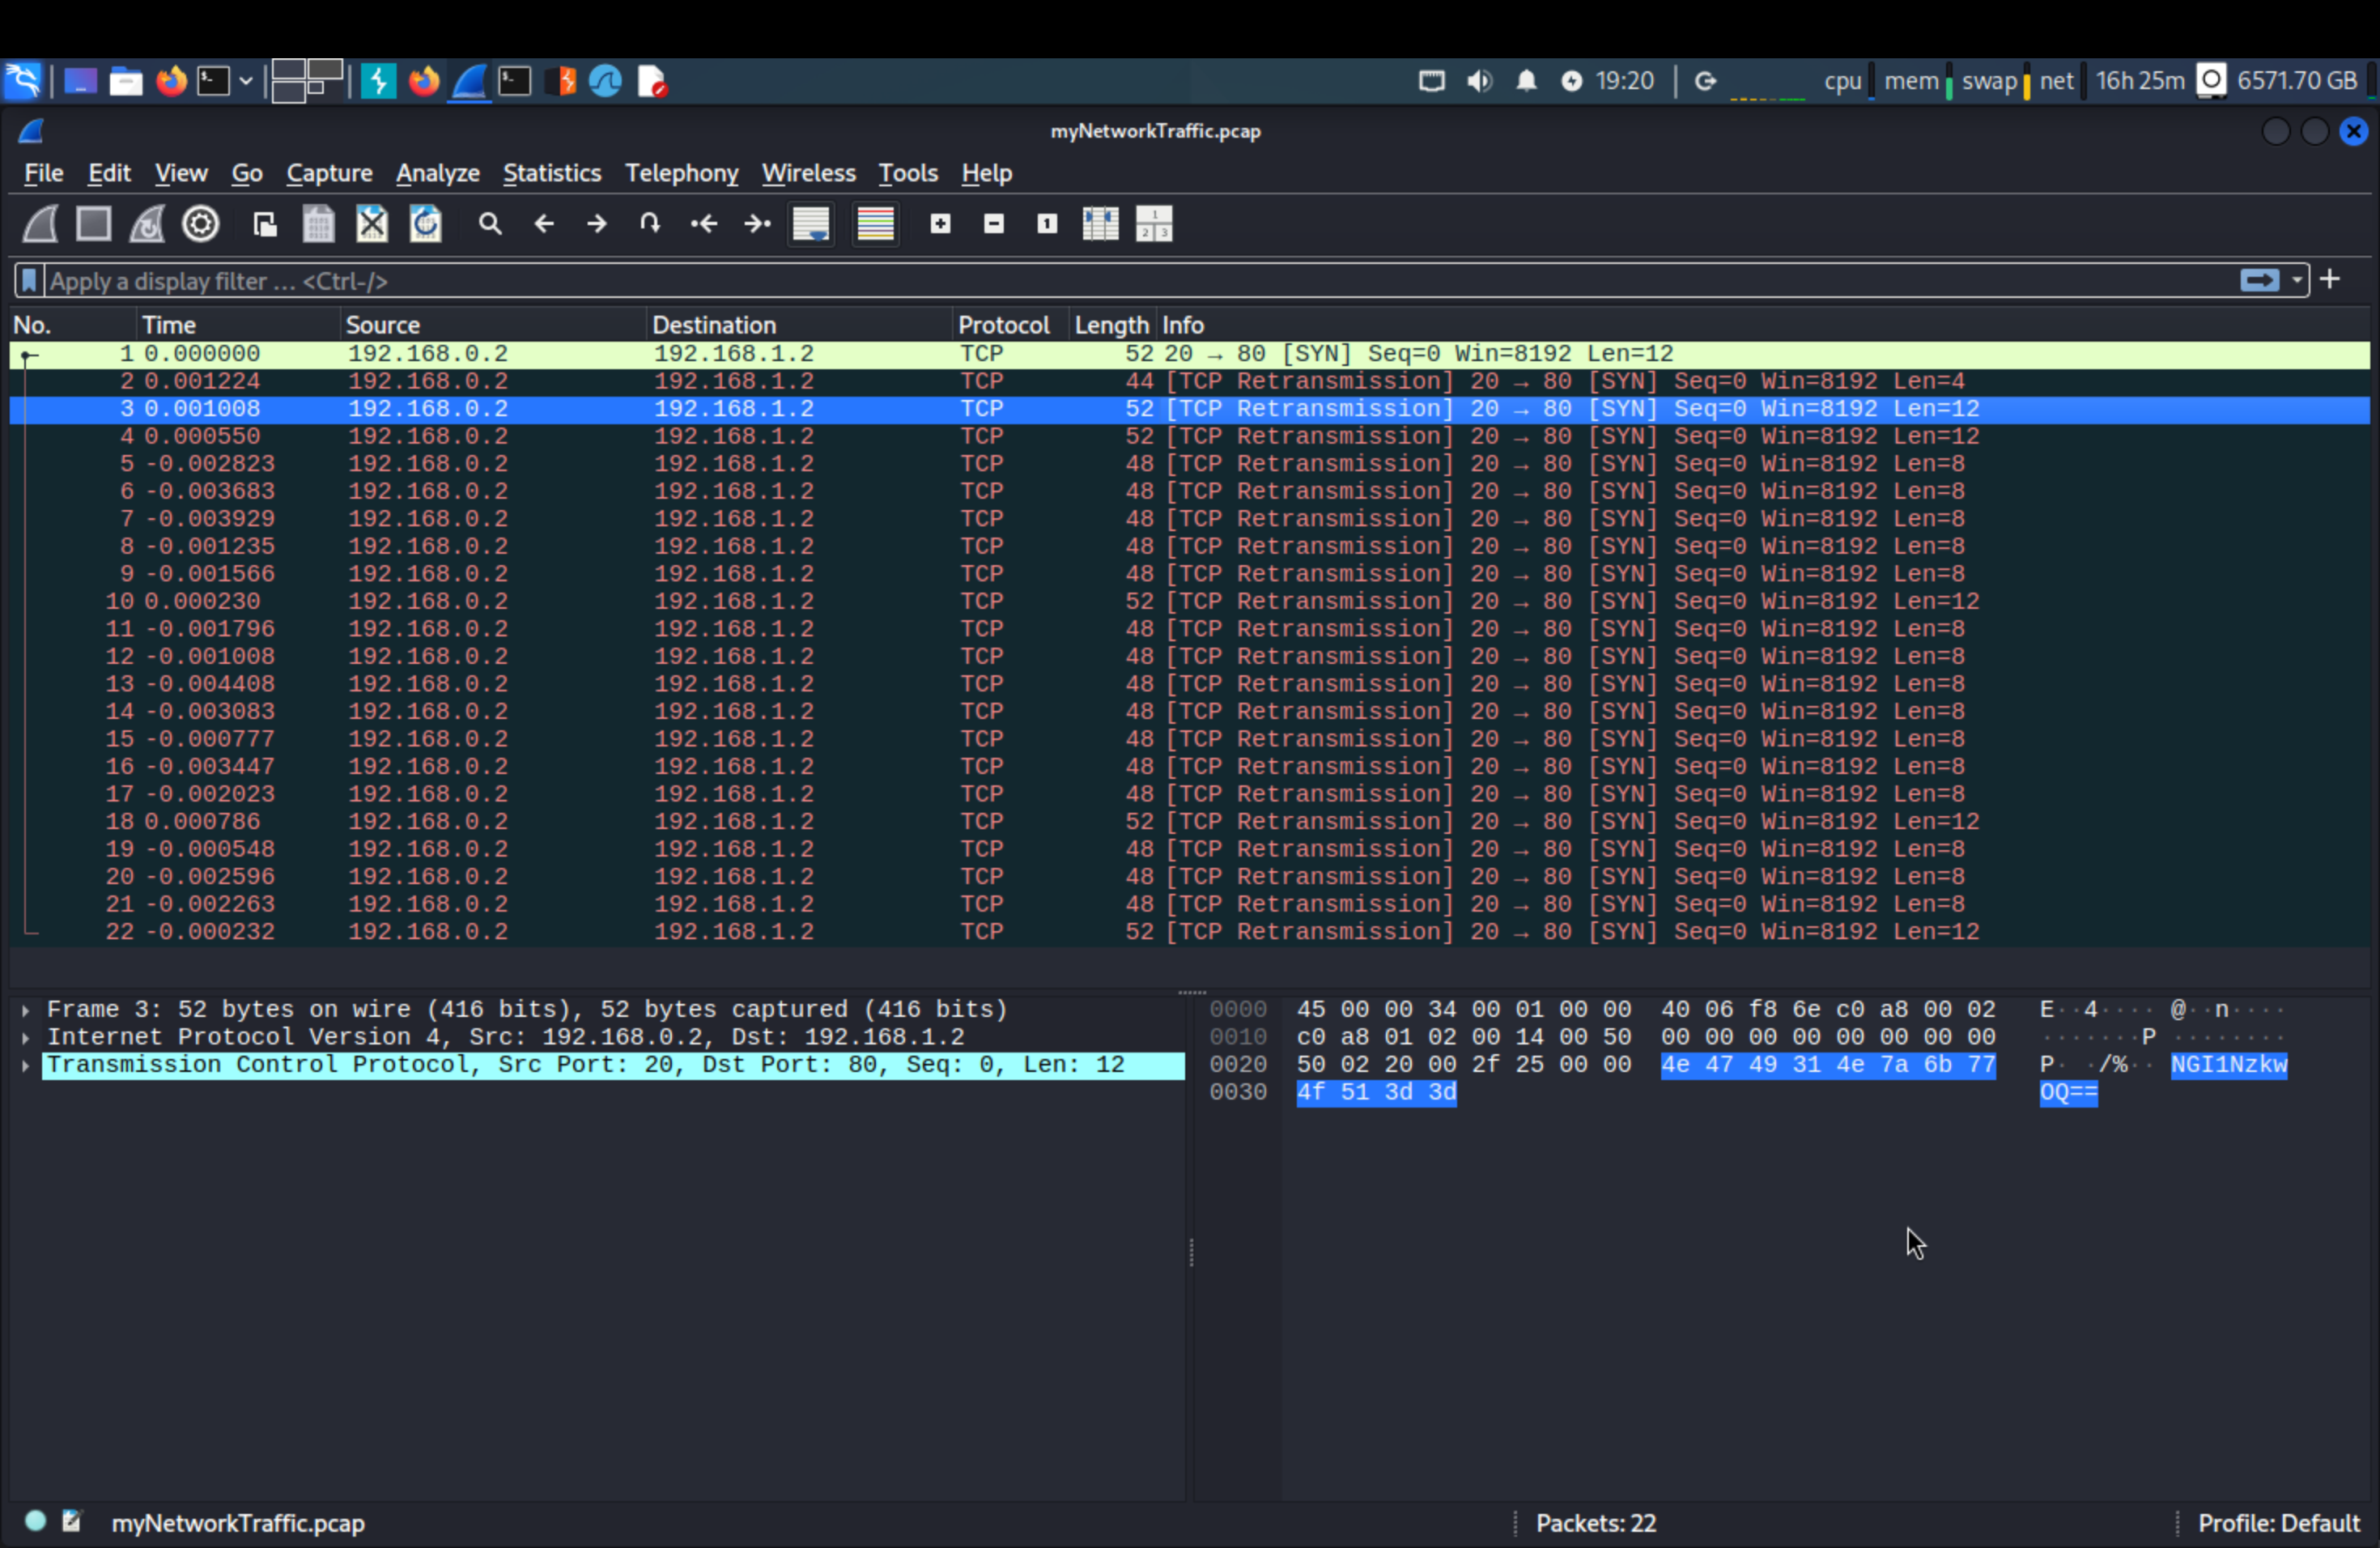 19:20 cpu mem swap net 16h 25m 6571.70 GB
myNetworkTraffic.pcap
File Edit View Go Capture Analyze Statistics Telephony Wireless Tools Help
Apply a display filter ... <Ctrl-/>
No. Time Source Destination Protocol Length Info
1 0.000000 192.168.0.2 192.168.1.2 TCP 52 20 → 80 [SYN] Seq=0 Win=8192 Len=12
2 0.001224 192.168.0.2 192.168.1.2 TCP 44 [TCP Retransmission] 20 → 80 [SYN] Seq=0 Win=8192 Len=4
3 0.001008 192.168.0.2 192.168.1.2 TCP 52 [TCP Retransmission] 20 → 80 [SYN] Seq=0 Win=8192 Len=12
4 0.000550 192.168.0.2 192.168.1.2 TCP 52 [TCP Retransmission] 20 → 80 [SYN] Seq=0 Win=8192 Len=12
5 -0.002823 192.168.0.2 192.168.1.2 TCP 48 [TCP Retransmission] 20 → 80 [SYN] Seq=0 Win=8192 Len=8
6 -0.003683 192.168.0.2 192.168.1.2 TCP 48 [TCP Retransmission] 20 → 80 [SYN] Seq=0 Win=8192 Len=8
7 -0.003929 192.168.0.2 192.168.1.2 TCP 48 [TCP Retransmission] 20 → 80 [SYN] Seq=0 Win=8192 Len=8
8 -0.001235 192.168.0.2 192.168.1.2 TCP 48 [TCP Retransmission] 20 → 80 [SYN] Seq=0 Win=8192 Len=8
9 -0.001566 192.168.0.2 192.168.1.2 TCP 48 [TCP Retransmission] 20 → 80 [SYN] Seq=0 Win=8192 Len=8
10 0.000230 192.168.0.2 192.168.1.2 TCP 52 [TCP Retransmission] 20 → 80 [SYN] Seq=0 Win=8192 Len=12
11 -0.001796 192.168.0.2 192.168.1.2 TCP 48 [TCP Retransmission] 20 → 80 [SYN] Seq=0 Win=8192 Len=8
12 -0.001008 192.168.0.2 192.168.1.2 TCP 48 [TCP Retransmission] 20 → 80 [SYN] Seq=0 Win=8192 Len=8
13 -0.004408 192.168.0.2 192.168.1.2 TCP 48 [TCP Retransmission] 20 → 80 [SYN] Seq=0 Win=8192 Len=8
14 -0.003083 192.168.0.2 192.168.1.2 TCP 48 [TCP Retransmission] 20 → 80 [SYN] Seq=0 Win=8192 Len=8
15 -0.000777 192.168.0.2 192.168.1.2 TCP 48 [TCP Retransmission] 20 → 80 [SYN] Seq=0 Win=8192 Len=8
16 -0.003447 192.168.0.2 192.168.1.2 TCP 48 [TCP Retransmission] 20 → 80 [SYN] Seq=0 Win=8192 Len=8
17 -0.002023 192.168.0.2 192.168.1.2 TCP 48 [TCP Retransmission] 20 → 80 [SYN] Seq=0 Win=8192 Len=8
18 0.000786 192.168.0.2 192.168.1.2 TCP 52 [TCP Retransmission] 20 → 80 [SYN] Seq=0 Win=8192 Len=12
19 -0.000548 192.168.0.2 192.168.1.2 TCP 48 [TCP Retransmission] 20 → 80 [SYN] Seq=0 Win=8192 Len=8
20 -0.002596 192.168.0.2 192.168.1.2 TCP 48 [TCP Retransmission] 20 → 80 [SYN] Seq=0 Win=8192 Len=8
21 -0.002263 192.168.0.2 192.168.1.2 TCP 48 [TCP Retransmission] 20 → 80 [SYN] Seq=0 Win=8192 Len=8
22 -0.000232 192.168.0.2 192.168.1.2 TCP 52 [TCP Retransmission] 20 → 80 [SYN] Seq=0 Win=8192 Len=12
Frame 3: 52 bytes on wire (416 bits), 52 bytes captured (416 bits)
Internet Protocol Version 4, Src: 192.168.0.2, Dst: 192.168.1.2
Transmission Control Protocol, Src Port: 20, Dst Port: 80, Seq: 0, Len: 12
0000 45 00 00 34 00 01 00 00 40 06 f8 6e c0 a8 00 02 E··4····@··n····
0010 c0 a8 01 02 00 14 00 50 00 00 00 00 00 00 00 00 ·······P········
0020 50 02 20 00 2f 25 00 00 4e 47 49 31 4e 7a 6b 77 P· ·/%··NGI1Nzkw
0030 4f 51 3d 3d OQ==
myNetworkTraffic.pcap Packets: 22 Profile: Default